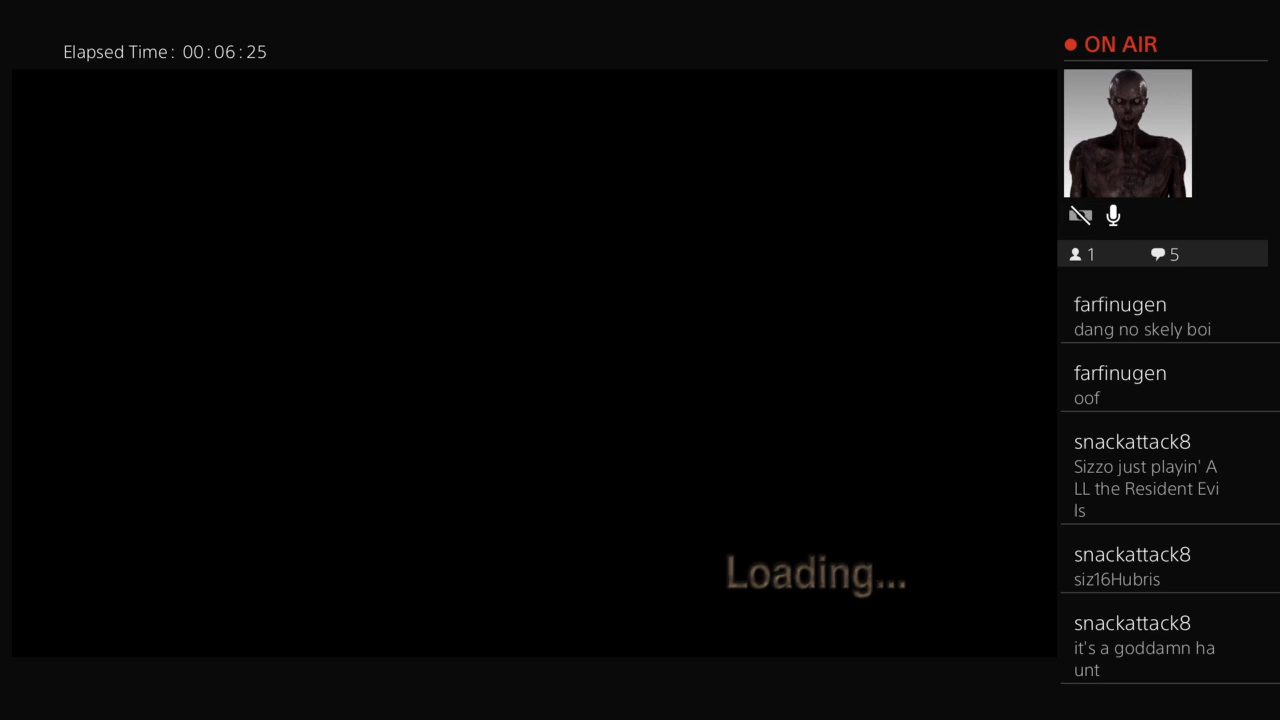 Elapsed Time: 00:06:25
ON AIR
1 5
farfinugen
dang no skely boi
farfinugen
oof
snackattack8
Sizzo just playin' A
LL the Resident Evi
ls
snackattack8
siz16Hubris
snackattack8
it's a goddamn ha
unt
Loading...